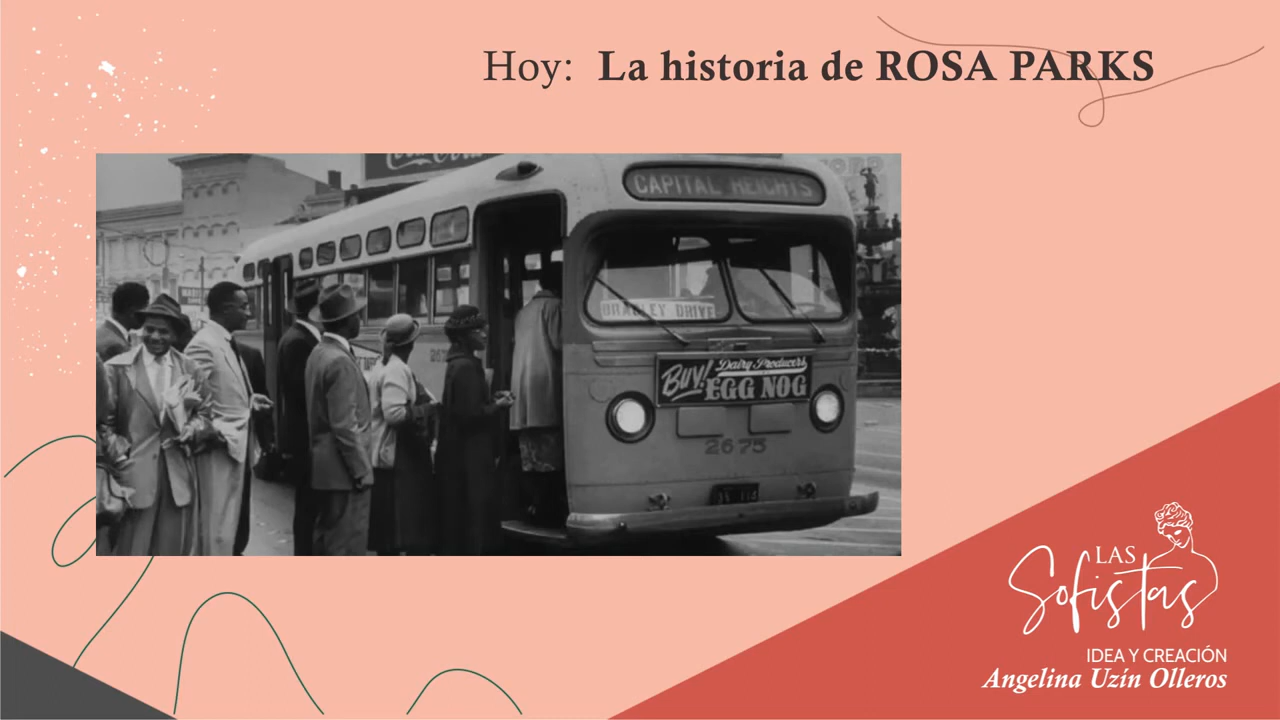 Hoy: La historia de ROSA PARKS
CAPITAL HEIGHTS
BRADLEY DRIVE
BUY! Dairy Producers
EGG NOG
2675
LAS
Sofistas
IDEA Y CREACIÓN
Angelina Uzín Olleros